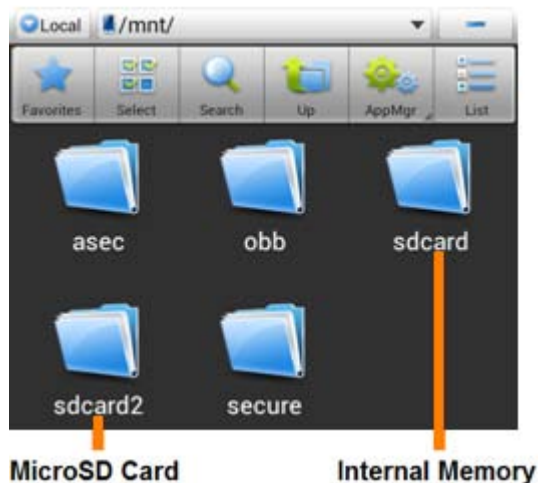 Local /mnt/
Favorites Select Search Up AppMgr List
asec obb sdcard
sdcard2 secure
MicroSD Card Internal Memory